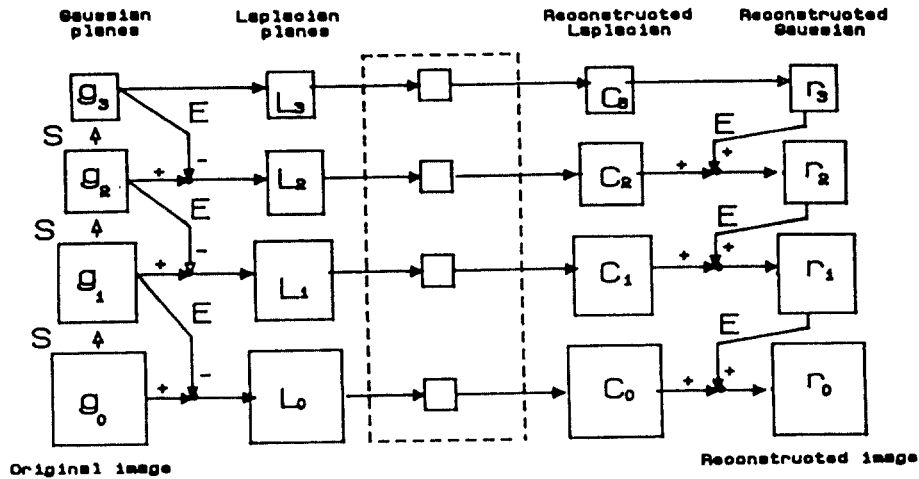 Gaussian planes
Laplacian planes
Reconstructed Laplacian
Reconstructed Gaussian
g3
L3
C3
r3
E
E
S
-
+
+
+
g2
L2
C2
r2
E
E
S
-
+
+
+
g1
L1
C1
r1
E
E
S
-
+
+
+
g0
L0
C0
r0
Original image
Reconstructed image